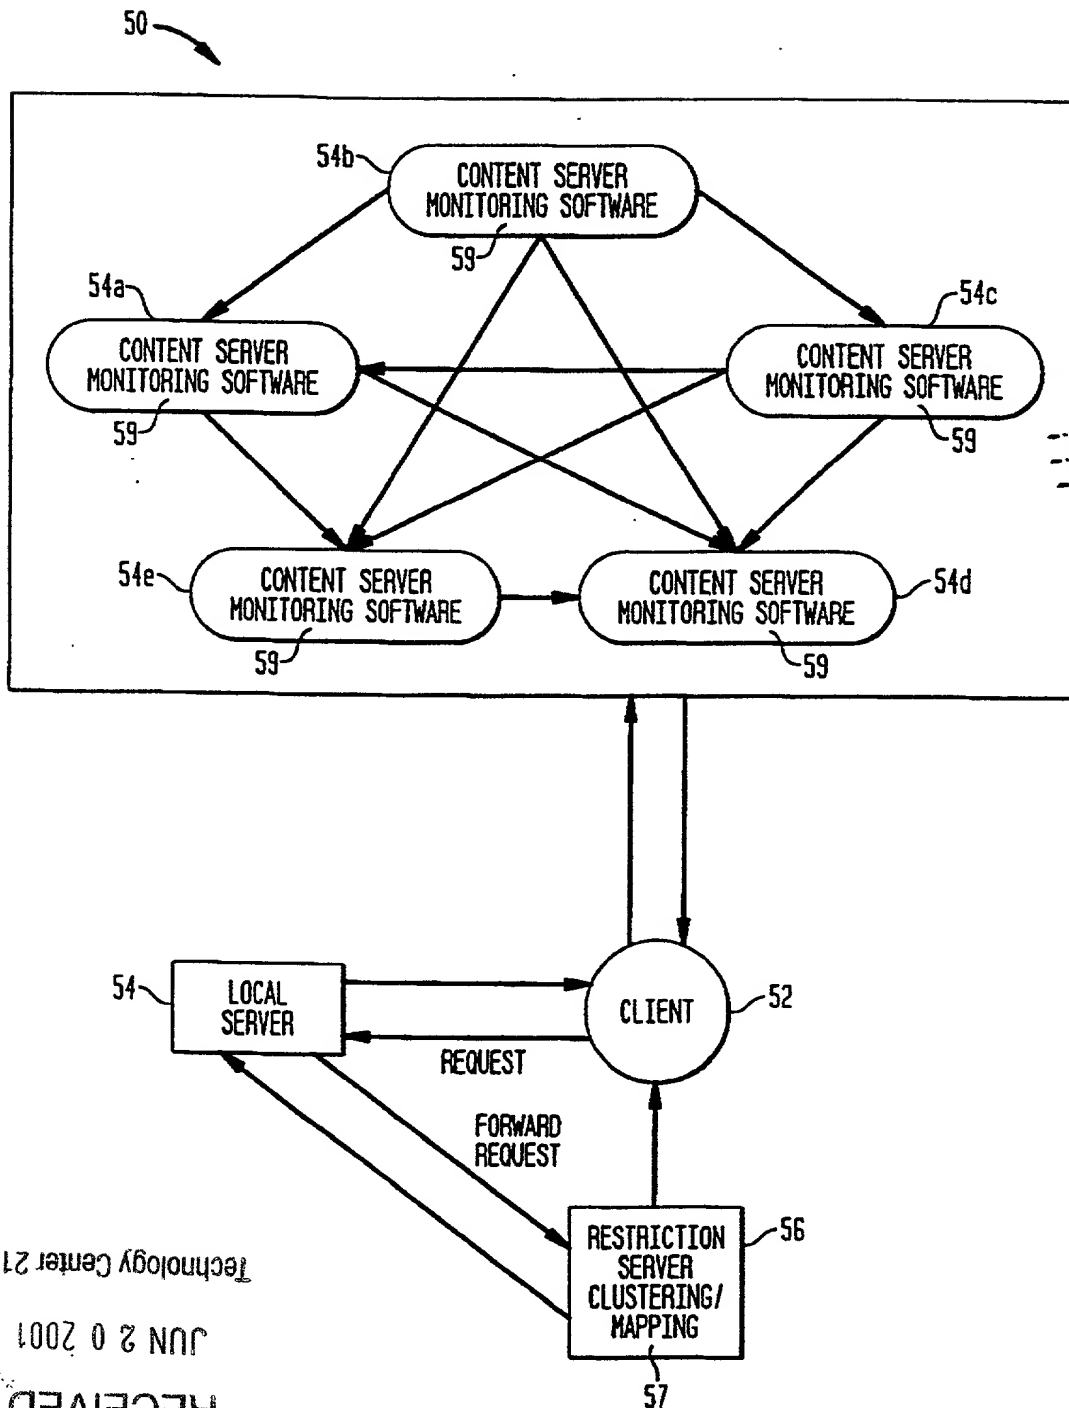 50
54b
CONTENT SERVER
MONITORING SOFTWARE
59
54a
CONTENT SERVER
MONITORING SOFTWARE
59
54c
CONTENT SERVER
MONITORING SOFTWARE
59
54e
CONTENT SERVER
MONITORING SOFTWARE
59
CONTENT SERVER
MONITORING SOFTWARE
54d
59
54
LOCAL
SERVER
CLIENT
52
REQUEST
FORWARD
REQUEST
RESTRICTION
SERVER
CLUSTERING/
MAPPING
56
57
Technology Center 21
JUN 20 2001
RECEIVED